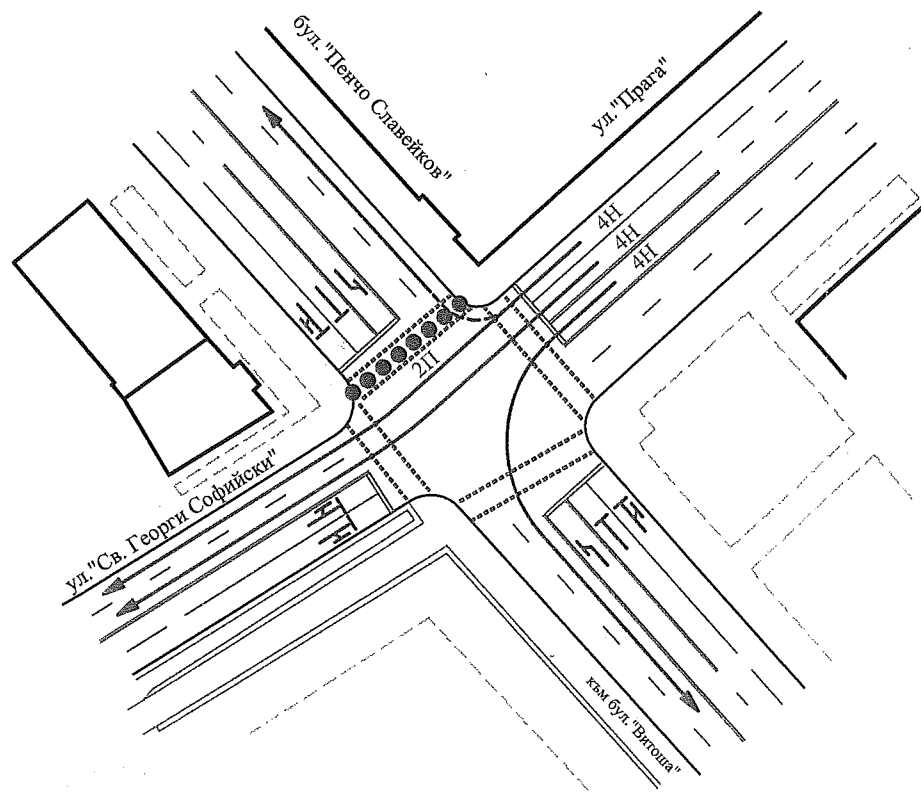 бул. "Пенчо Славейков"
ул."Прага"
4Н
4Н
4Н
2П
ул."Св. Георги Софийски"
към бул. "Витоша"